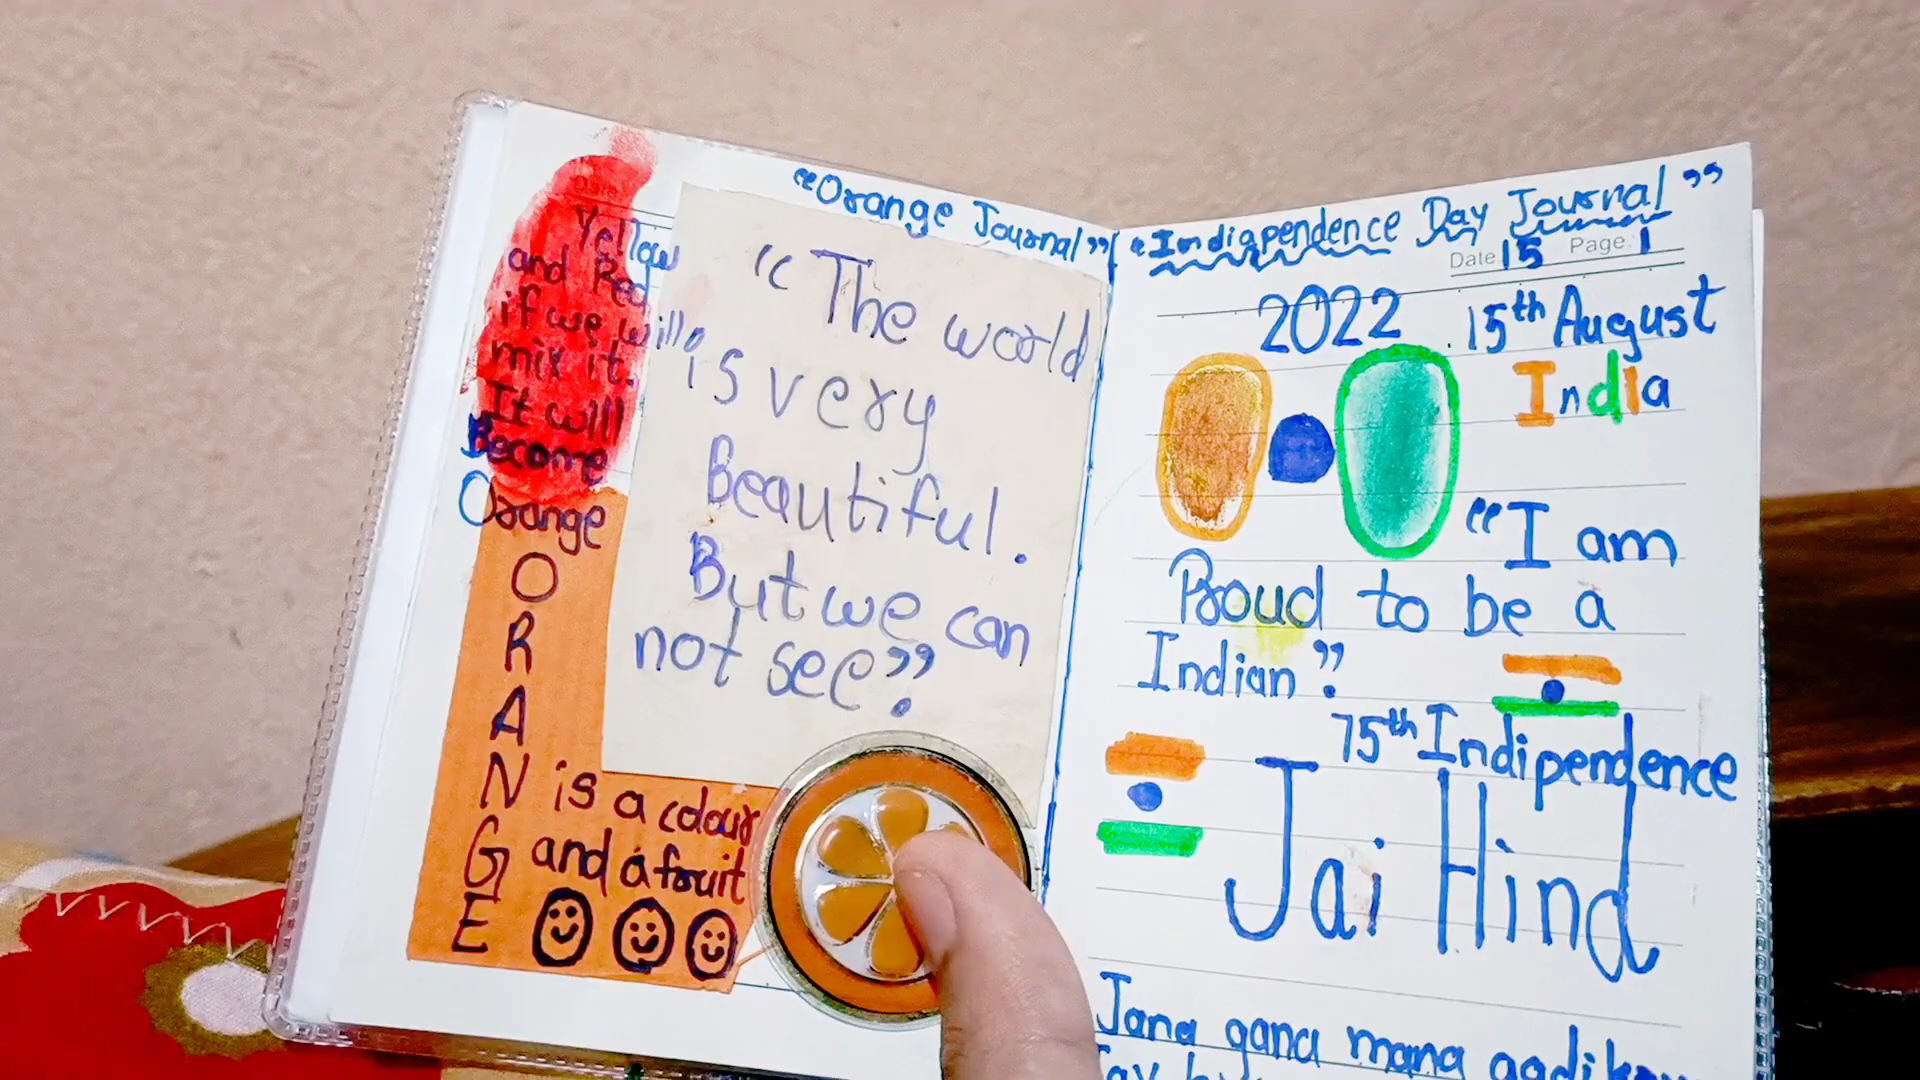 "Orange Journal"
Yellow
and Red
if we will
mix it.
It will
Become
Orange
O
R
A
N is a colour
G and a fruit
E
"The world
is very
Beautiful.
But we can
not see".
"Indiapendence Day Journal"
Date 15 Page 1
2022 15th August
India
"I am
Proud to be a
Indian".
75th Indipendence
Jai Hind
Jana gana mana